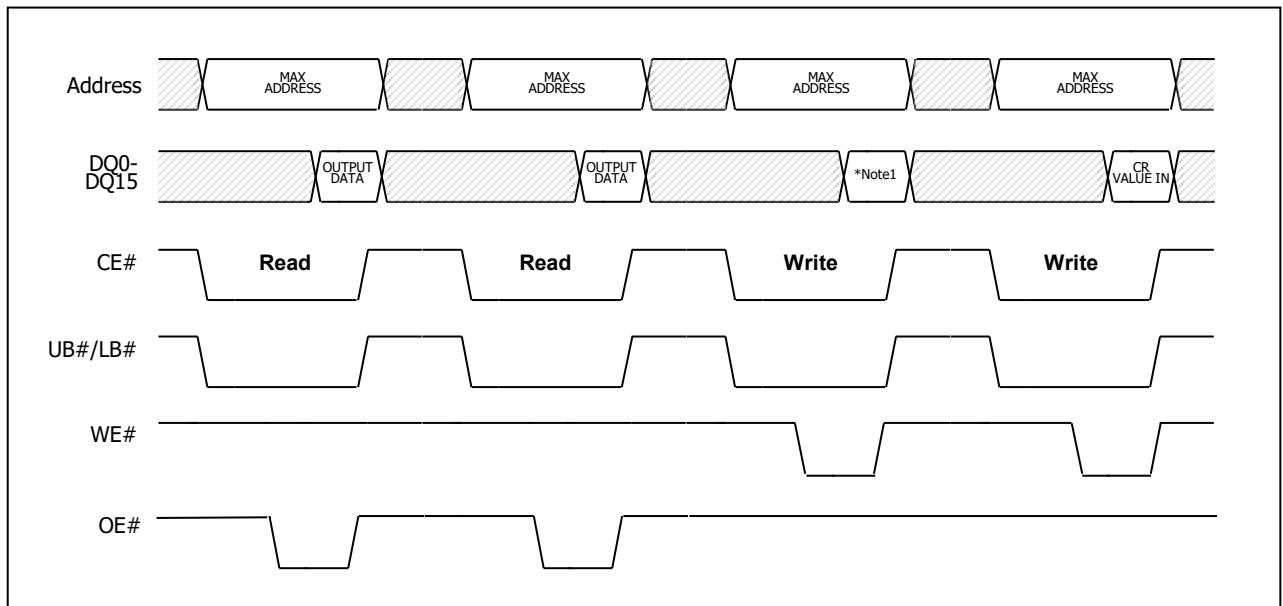 Address
MAX
ADDRESS
MAX
ADDRESS
MAX
ADDRESS
MAX
ADDRESS
DQ0-
DQ15
OUTPUT
DATA
OUTPUT
DATA
*Note1
CR
VALUE IN
CE#
Read
Read
Write
Write
UB#/LB#
WE#
OE#